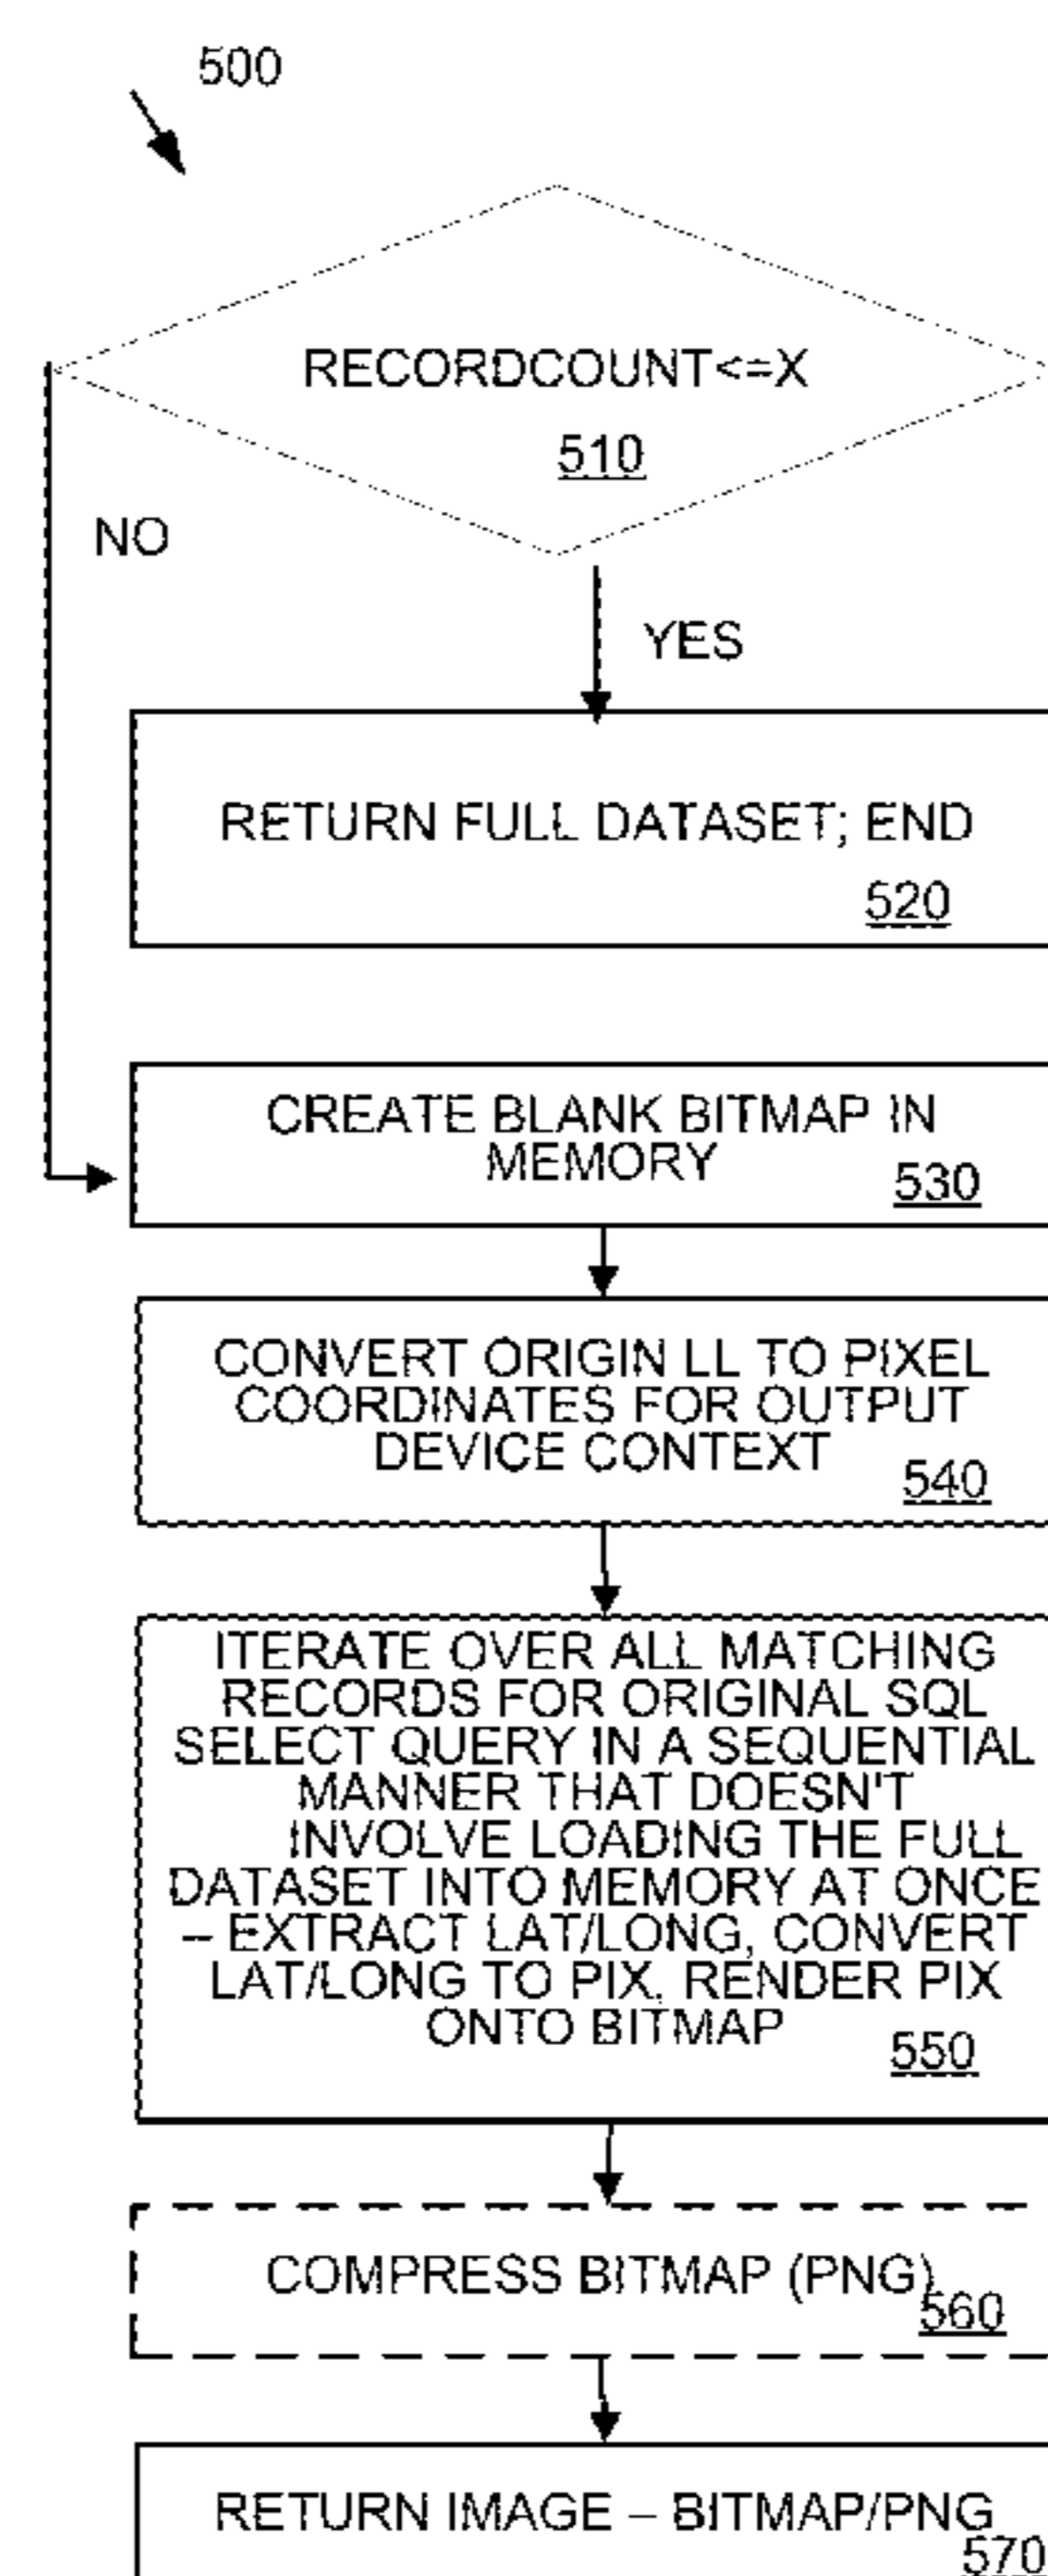 500
RECORDCOUNT<=X
510
NO
YES
RETURN FULL DATASET; END
520
CREATE BLANK BITMAP IN
MEMORY
530
CONVERT ORIGIN LL TO PIXEL
COORDINATES FOR OUTPUT
DEVICE CONTEXT
540
ITERATE OVER ALL MATCHING
RECORDS FOR ORIGINAL SQL
SELECT QUERY IN A SEQUENTIAL
MANNER THAT DOESN'T
INVOLVE LOADING THE FULL
DATASET INTO MEMORY AT ONCE
– EXTRACT LAT/LONG, CONVERT
LAT/LONG TO PIX, RENDER PIX
ONTO BITMAP
550
COMPRESS BITMAP (PNG)
560
RETURN IMAGE – BITMAP/PNG
570